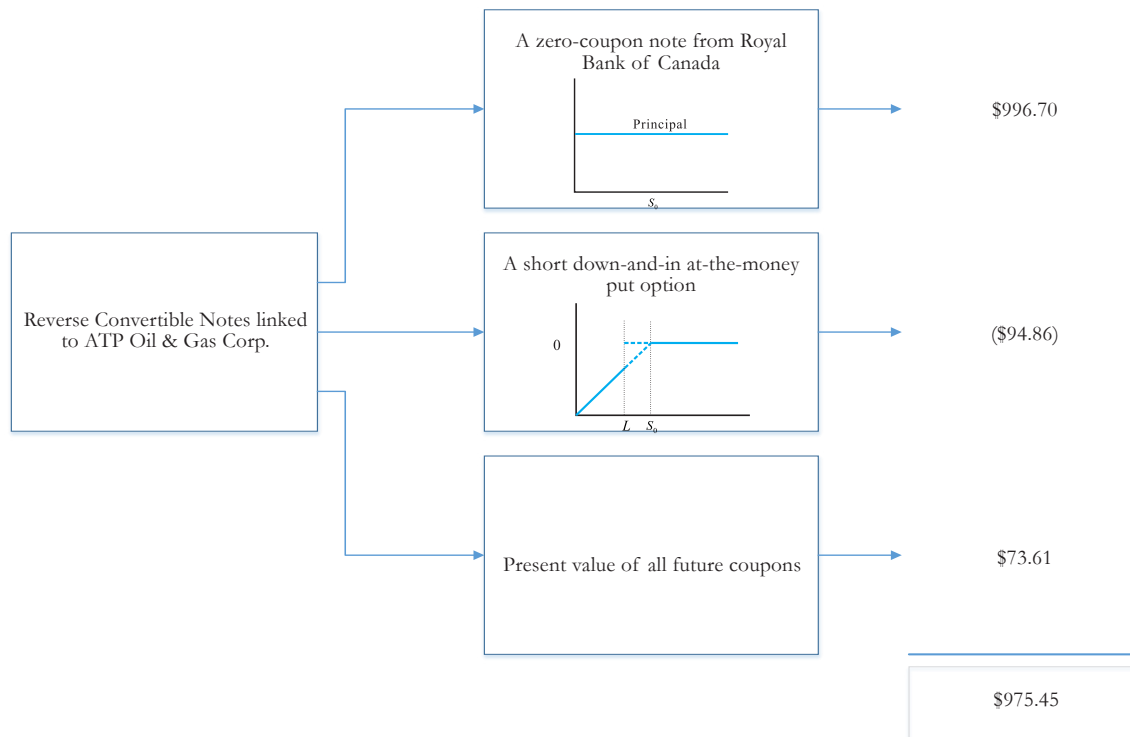 A zero-coupon note from Royal
Bank of Canada
Principal
S₀
$996.70
Reverse Convertible Notes linked
to ATP Oil & Gas Corp.
A short down-and-in at-the-money
put option
0
L S₀
($94.86)
Present value of all future coupons
$73.61
$975.45